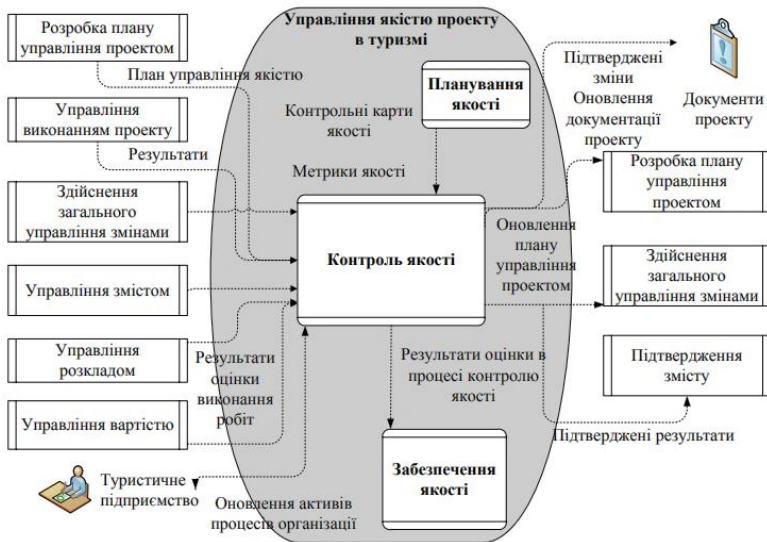 Управління якістю проекту
в туризмі
Розробка плану
управління проектом
План управління якістю
Управління
виконанням проекту
Результати
Здійснення
загального
управління змінами
Управління змістом
Управління
розкладом
Результати
оцінки
виконання
робіт
Управління вартістю
Туристичне
підприємство
Оновлення активів
процесів організації
Планування
якості
Контрольні карти
якості
Метрики якості
Контроль якості
Результати оцінки в
процесі контролю
якості
Забезпечення
якості
Підтверджені
зміни
Оновлення
документації
проекту
Документи
проекту
Розробка плану
управління
проектом
Оновлення
плану
управління
проектом
Здійснення
загального
управління змінами
Підтвердження
змісту
Підтверджені результати